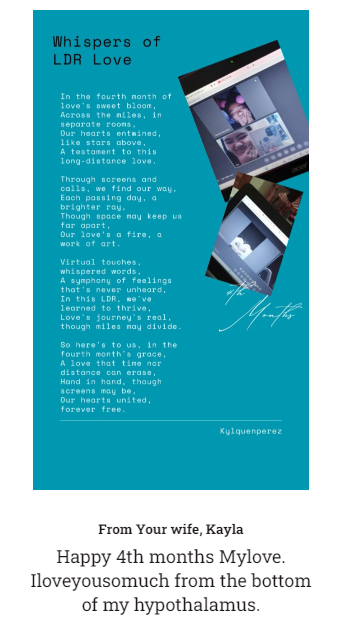 Whispers of
LDR Love
In the fourth month of
love's sweet bloom,
Across the miles, in
separate rooms,
Our hearts entwined,
like stars above,
A testament to this
long-distance love.
Through screens and
calls, we find our way,
Each passing day, a
brighter ray,
Though space may keep us
far apart,
Our love's a fire, a
work of art.
Virtual touches,
whispered words,
A symphony of feelings
that's never unheard,
In this LDR, we've
learned to thrive,
Love's journey's real,
though miles may divide.
So here's to us, in the
fourth month's grace,
A love that time nor
distance can erase,
Hand in hand, though
screens may be,
Our hearts united,
forever free.
acer
4th
Months
Kylquenperez
From Your wife, Kayla
Happy 4th months Mylove.
Iloveyousomuch from the bottom
of my hypothalamus.